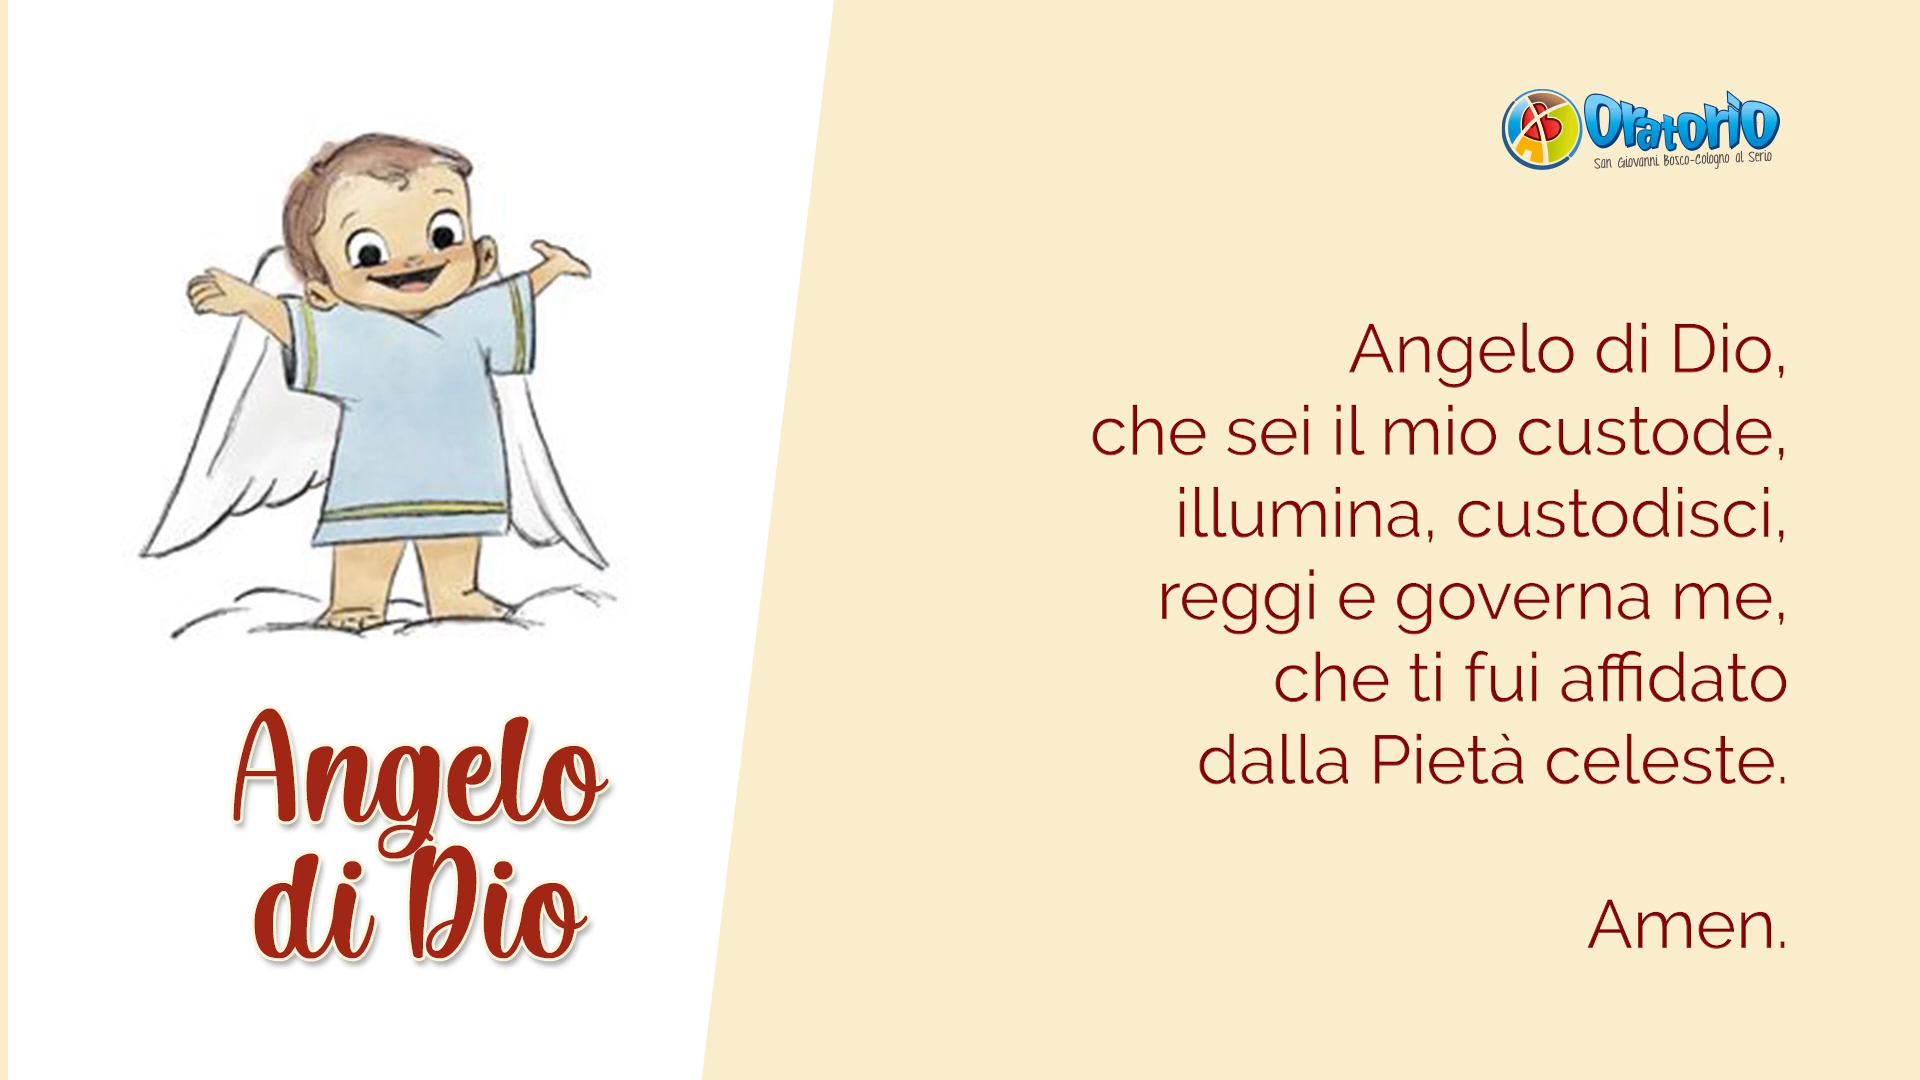 Angelo
di Dio
Oratorio
San Giovanni Bosco-Cologno al Serio
Angelo di Dio,
che sei il mio custode,
illumina, custodisci,
reggi e governa me,
che ti fui affidato
dalla Pietà celeste.
Amen.